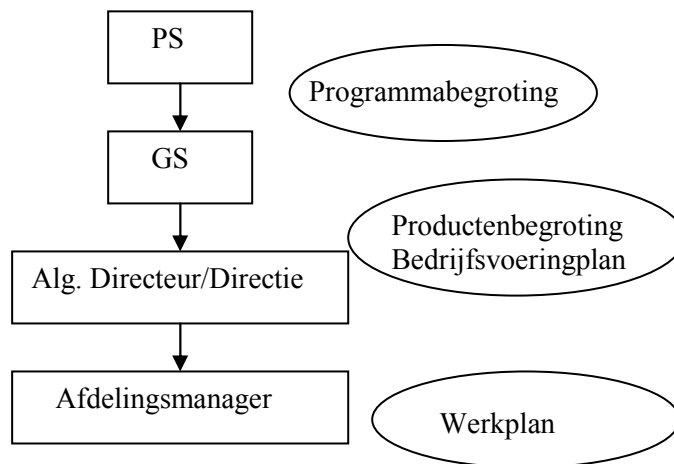 PS
Programmabegroting
GS
Productenbegroting
Bedrijfsvoeringplan
Alg. Directeur/Directie
Afdelingsmanager
Werkplan